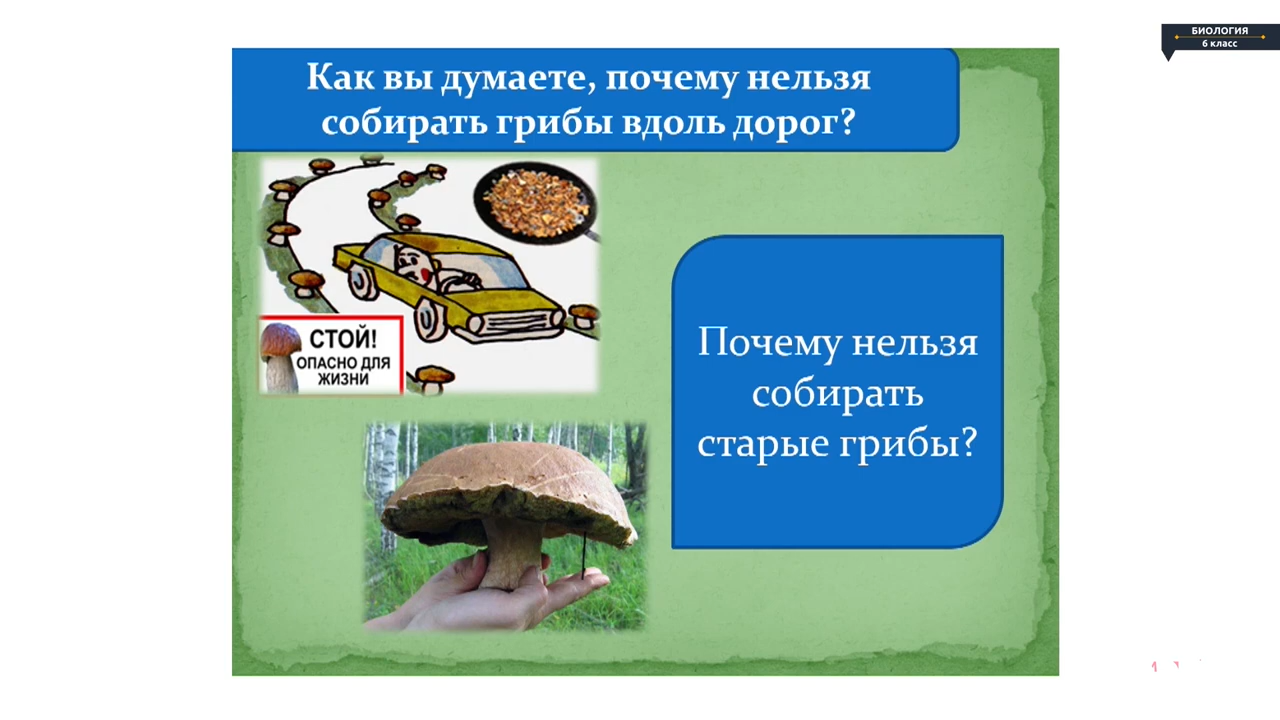 БИОЛОГИЯ
6 класс
Как вы думаете, почему нельзя
собирать грибы вдоль дорог?
СТОЙ!
ОПАСНО ДЛЯ
ЖИЗНИ
Почему нельзя
собирать
старые грибы?